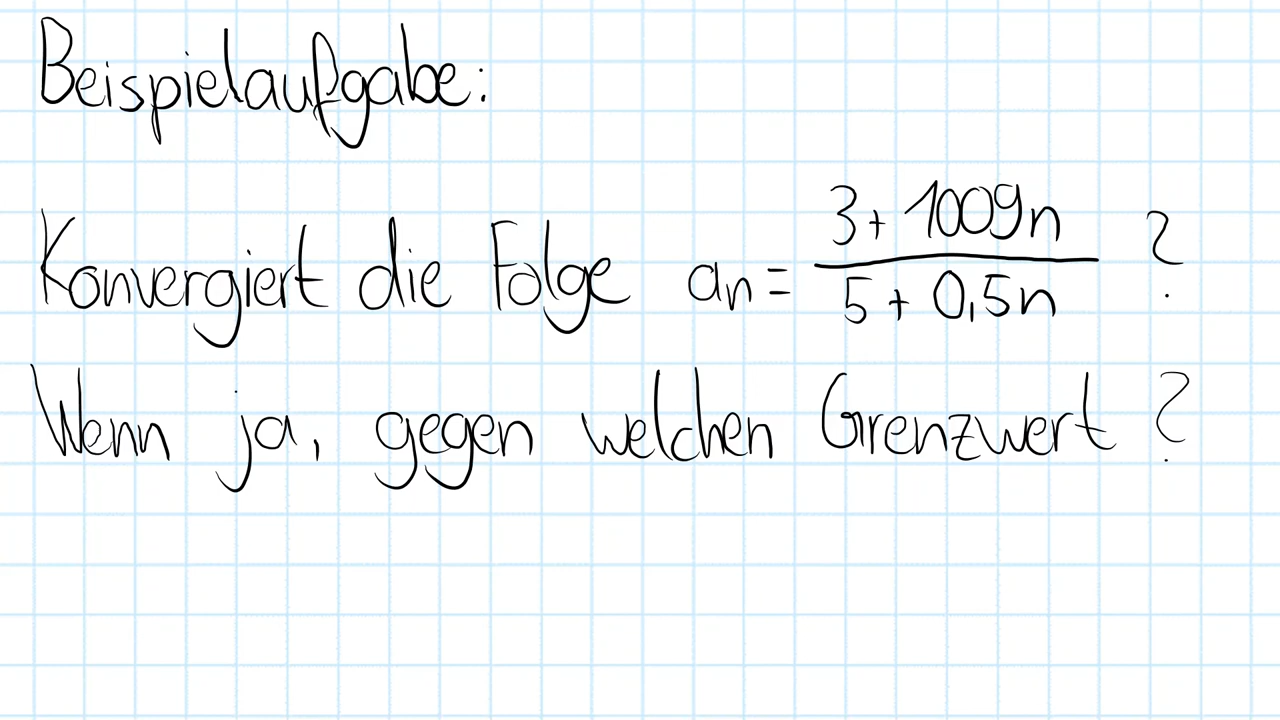 Beispielaufgabe:
Konvergiert die Folge an = (3 + 1009n)/(5 + 0,5n) ?
Wenn ja, gegen welchen Grenzwert ?